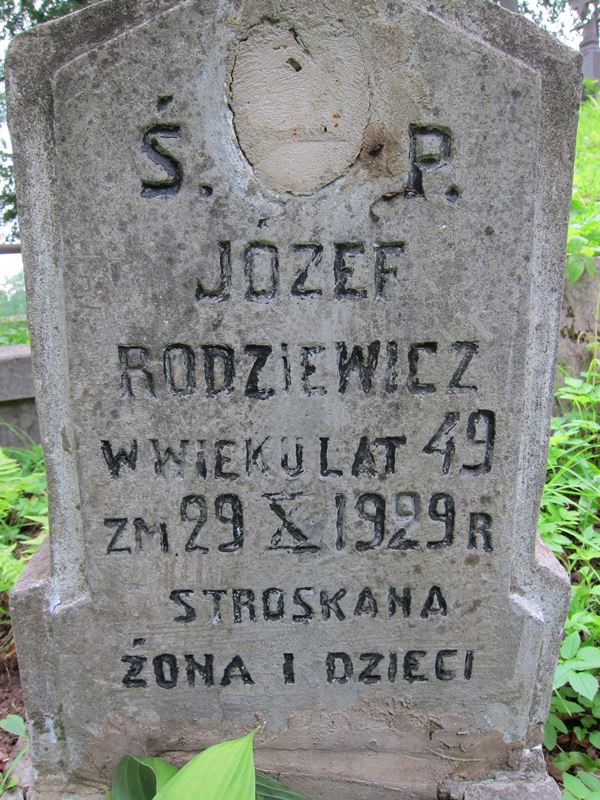 Ś. P.
JÓZEF
RODZIEWICZ
W WIEKU LAT 49
ZM. 29 X 1929 R
STROSKANA
ŻONA I DZIECI